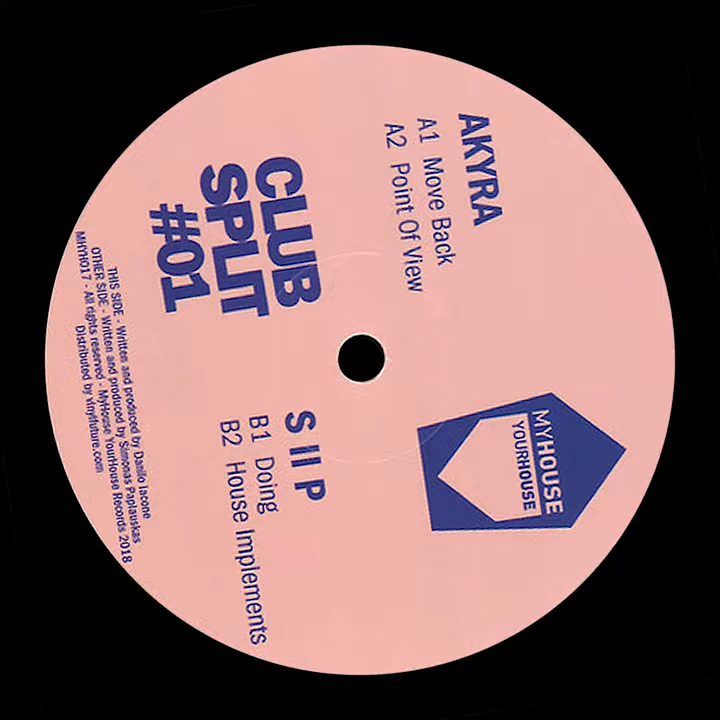 AKYRA
A1 Move Back
A2 Point Of View
MYHOUSE
YOURHOUSE
CLUB
SPLIT
#01
S II P
B1 Doing
B2 House Implements
THIS SIDE - Written and produced by Danilo Iacone
OTHER SIDE - Written and produced by Simonas Paplauskas
MHYH017 - All rights reserved - MyHouse YourHouse Records 2018
Distributed by vinylfuture.com